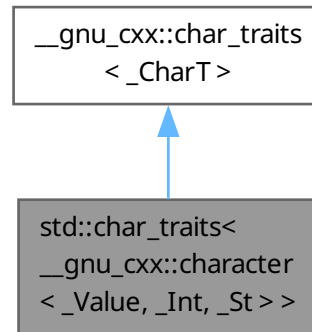 __gnu_cxx::char_traits
< _CharT >
std::char_traits<
__gnu_cxx::character
< _Value, _Int, _St > >